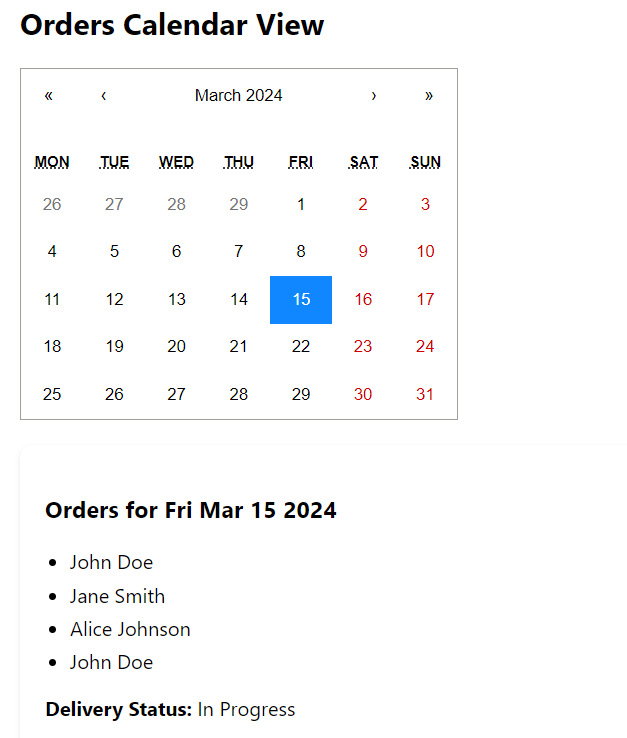 Orders Calendar View
« ‹ March 2024 › »
MON TUE WED THU FRI SAT SUN
26 27 28 29 1 2 3
4 5 6 7 8 9 10
11 12 13 14 15 16 17
18 19 20 21 22 23 24
25 26 27 28 29 30 31
Orders for Fri Mar 15 2024
• John Doe
• Jane Smith
• Alice Johnson
• John Doe
Delivery Status: In Progress